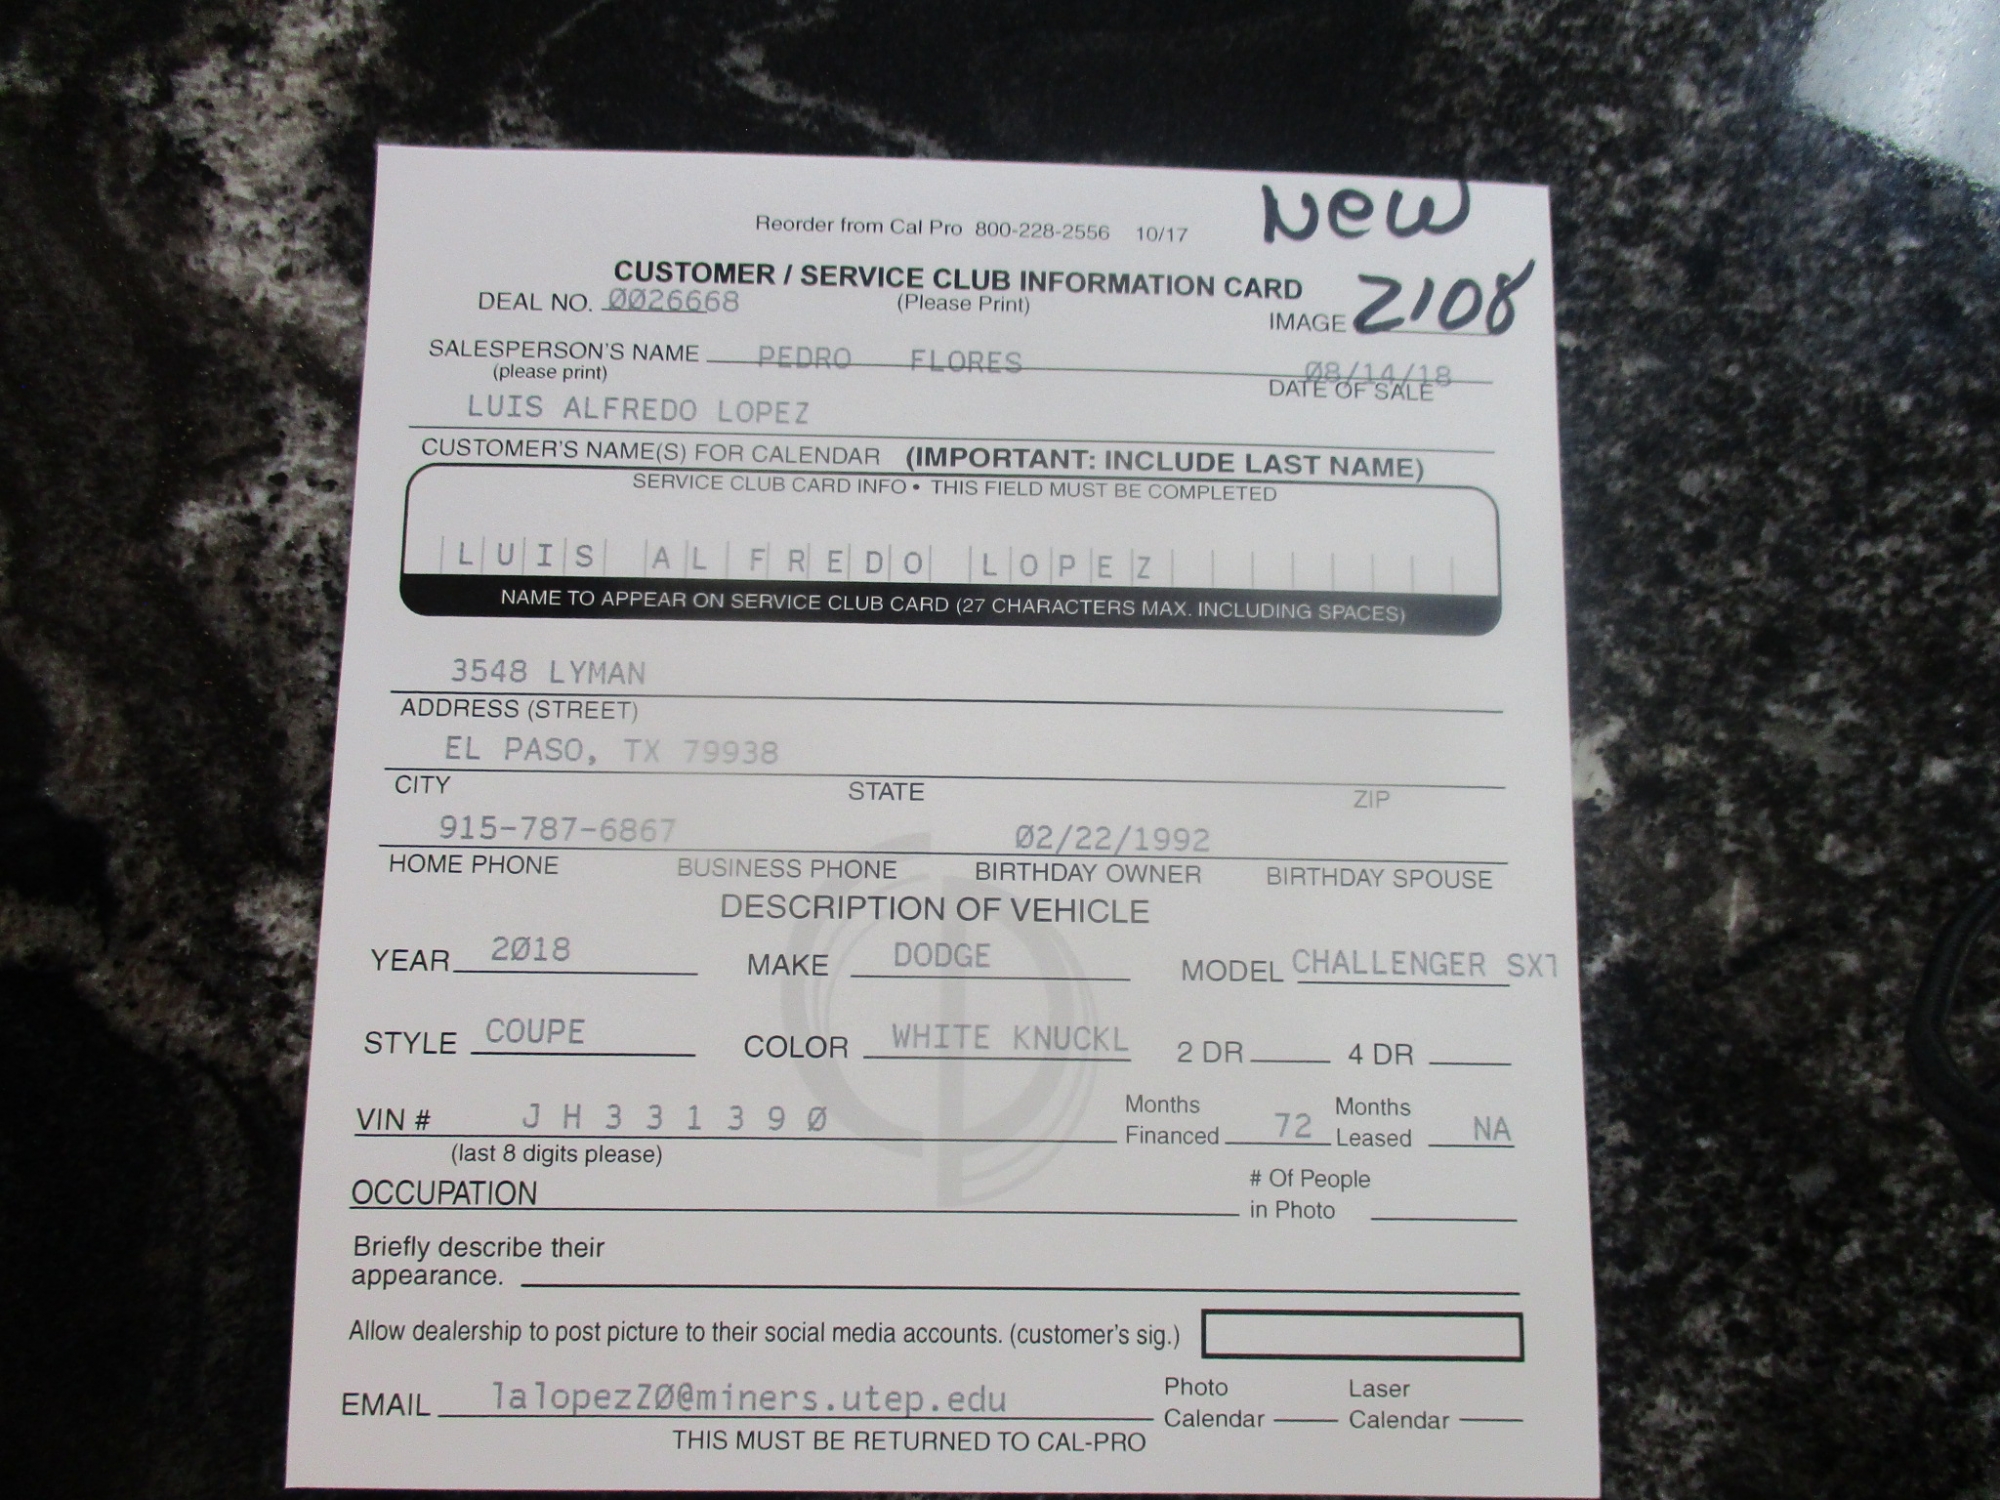 New
Reorder from Cal Pro 800-228-2556 10/17
CUSTOMER / SERVICE CLUB INFORMATION CARD
DEAL NO. 0026668 (Please Print) IMAGE 2108
SALESPERSON'S NAME PEDRO FLORES 08/14/18
(please print) DATE OF SALE
LUIS ALFREDO LOPEZ
CUSTOMER'S NAME(S) FOR CALENDAR (IMPORTANT: INCLUDE LAST NAME)
SERVICE CLUB CARD INFO • THIS FIELD MUST BE COMPLETED
LUIS ALFREDO LOPEZ
NAME TO APPEAR ON SERVICE CLUB CARD (27 CHARACTERS MAX. INCLUDING SPACES)
3548 LYMAN
ADDRESS (STREET)
EL PASO, TX 79938
CITY STATE ZIP
915-787-6867 02/22/1992
HOME PHONE BUSINESS PHONE BIRTHDAY OWNER BIRTHDAY SPOUSE
DESCRIPTION OF VEHICLE
YEAR 2018 MAKE DODGE MODEL CHALLENGER SXT
STYLE COUPE COLOR WHITE KNUCKL 2 DR 4 DR
VIN # JH331390 Months Financed 72 Months Leased NA
(last 8 digits please)
OCCUPATION # Of People in Photo
Briefly describe their
appearance.
Allow dealership to post picture to their social media accounts. (customer's sig.)
EMAIL lalopezZ0@miners.utep.edu Photo Calendar Laser Calendar
THIS MUST BE RETURNED TO CAL-PRO